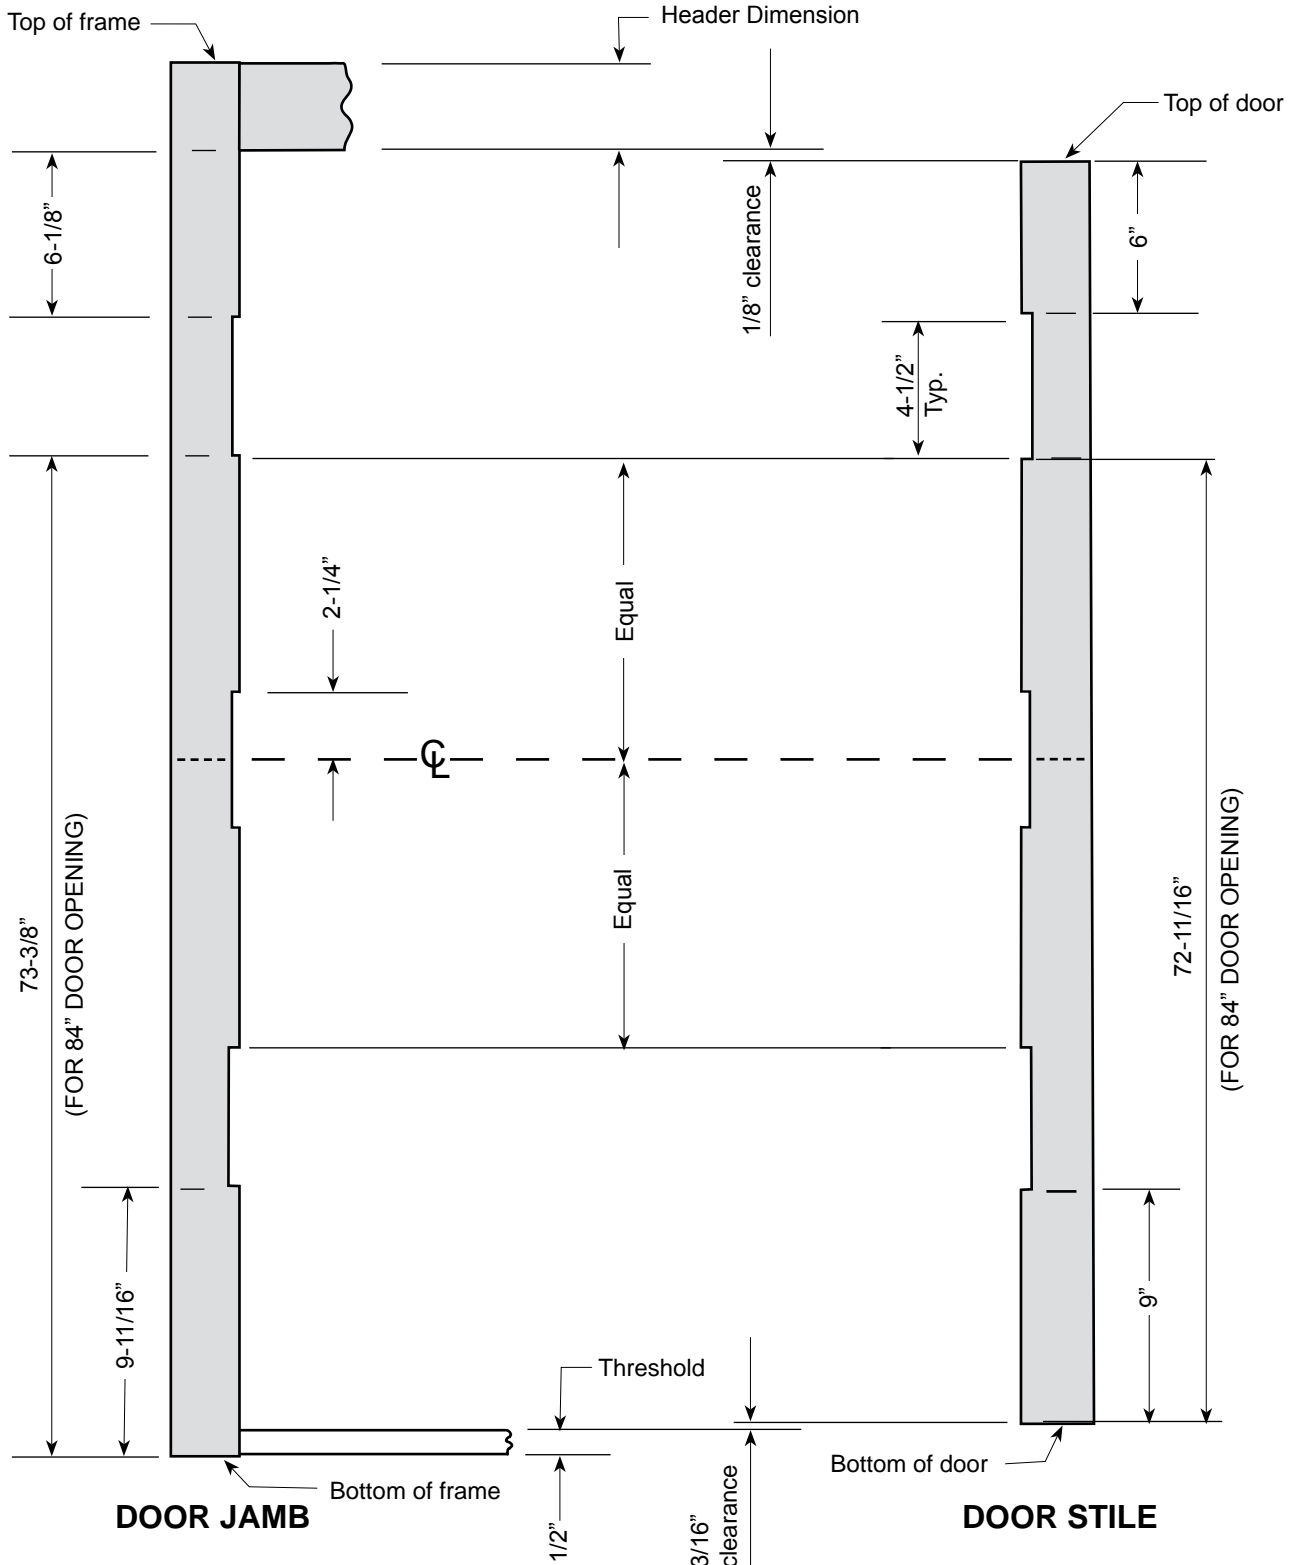 Top of frame
Header Dimension
Top of door
6-1/8”
1/8” clearance
6”
4-1/2”
Typ.
2-1/4”
Equal
℄
Equal
73-3/8”
(FOR 84” DOOR OPENING)
72-11/16”
(FOR 84” DOOR OPENING)
9-11/16”
9”
Threshold
Bottom of frame
Bottom of door
1/2”
3/16”
clearance
DOOR JAMB
DOOR STILE